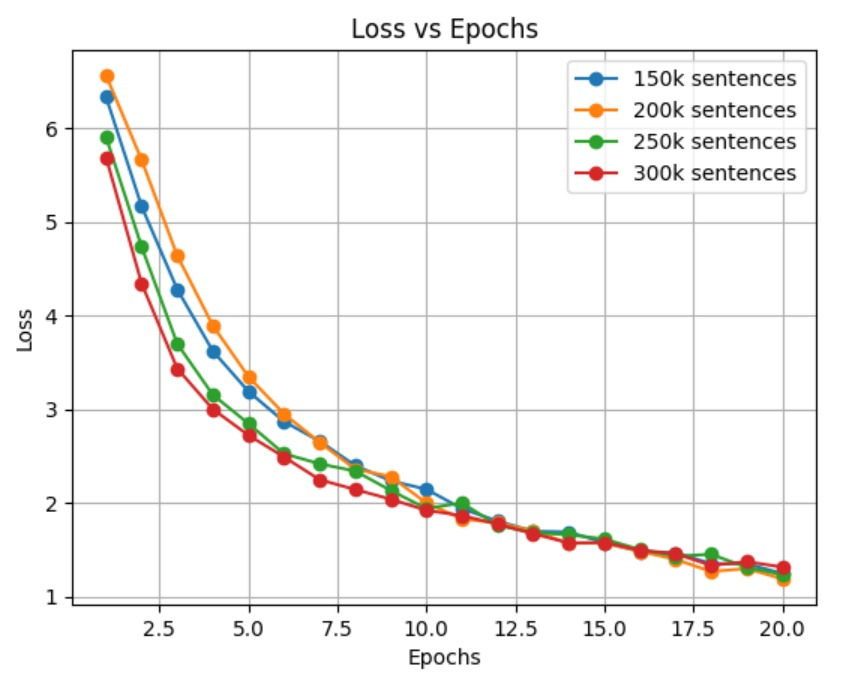 Loss vs Epochs
150k sentences
200k sentences
250k sentences
300k sentences
6
5
4
3
2
1
Loss
2.5 5.0 7.5 10.0 12.5 15.0 17.5 20.0
Epochs